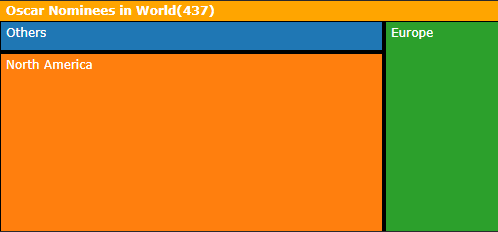 Oscar Nominees in World(437)
Others
Europe
North America